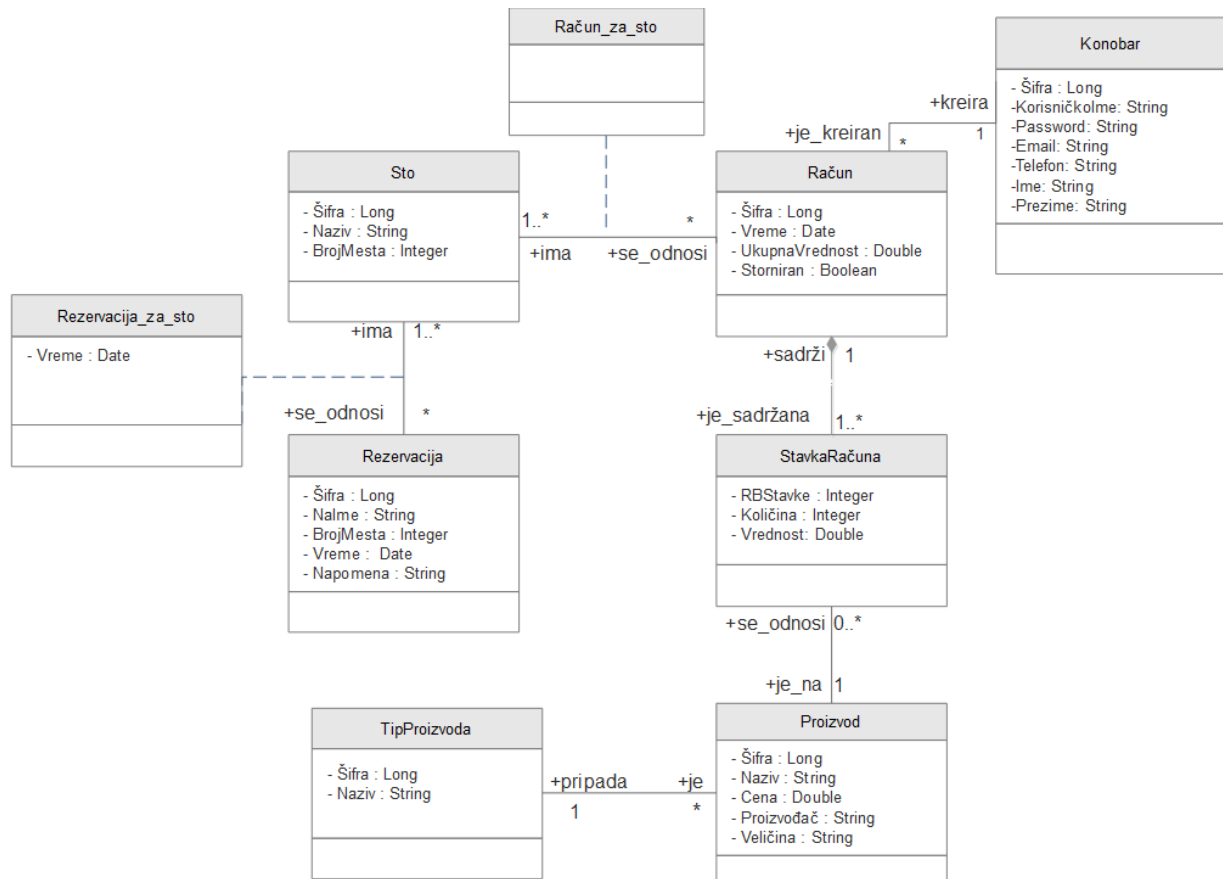 Račun_za_sto
Konobar
- Šifra : Long
-KorisničkoIme: String
-Password: String
-Email: String
-Telefon: String
-Ime: String
-Prezime: String
+kreira
1
+je_kreiran
*
Sto
- Šifra : Long
- Naziv : String
- BrojMesta : Integer
1..*
+ima
*
+se_odnosi
Račun
- Šifra : Long
- Vreme : Date
- UkupnaVrednost : Double
- Storniran : Boolean
Rezervacija_za_sto
- Vreme : Date
+ima
1..*
+se_odnosi
*
+sadrži
1
+je_sadržana
1..*
Rezervacija
- Šifra : Long
- NaIme : String
- BrojMesta : Integer
- Vreme : Date
- Napomena : String
StavkaRačuna
- RBStavke : Integer
- Količina : Integer
- Vrednost: Double
+se_odnosi
0..*
+je_na
1
TipProizvoda
- Šifra : Long
- Naziv : String
+pripada
1
+je
*
Proizvod
- Šifra : Long
- Naziv : String
- Cena : Double
- Proizvođač : String
- Veličina : String